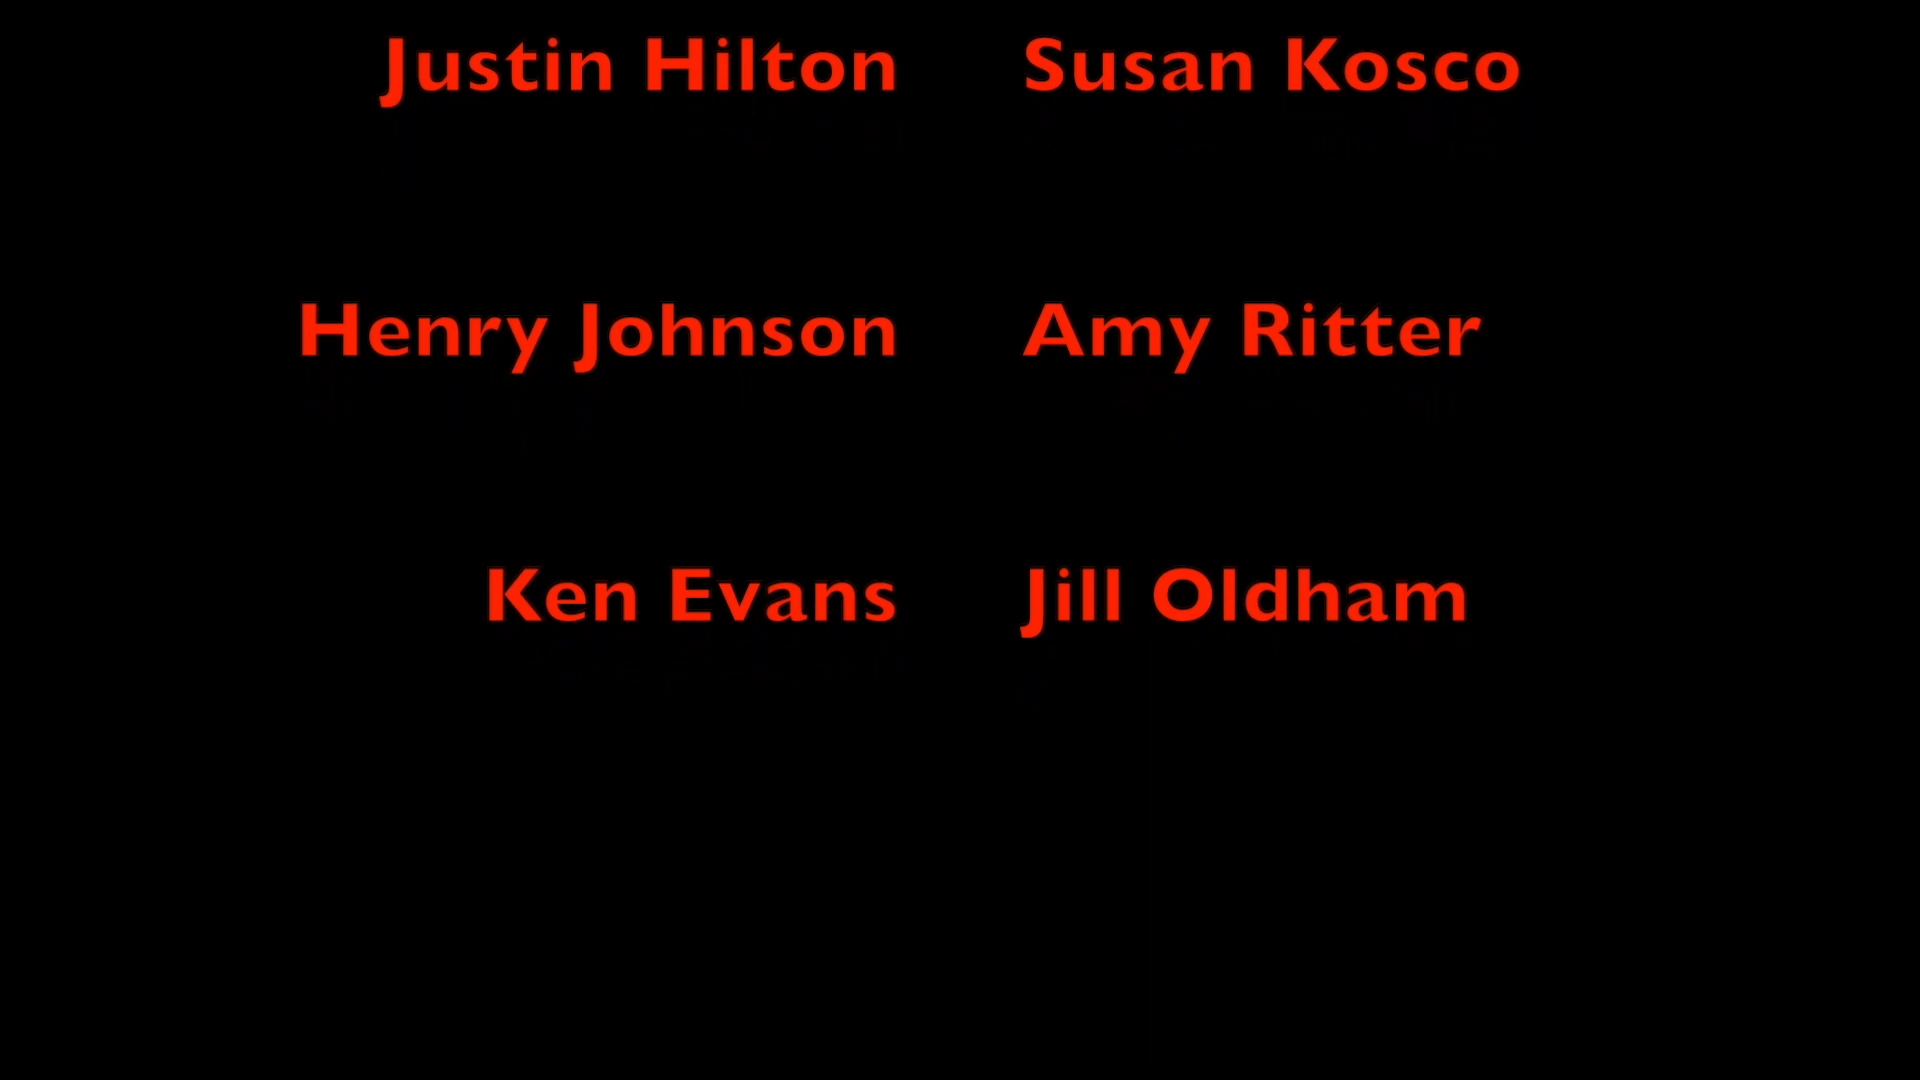 Justin Hilton Susan Kosco
Henry Johnson Amy Ritter
Ken Evans Jill Oldham